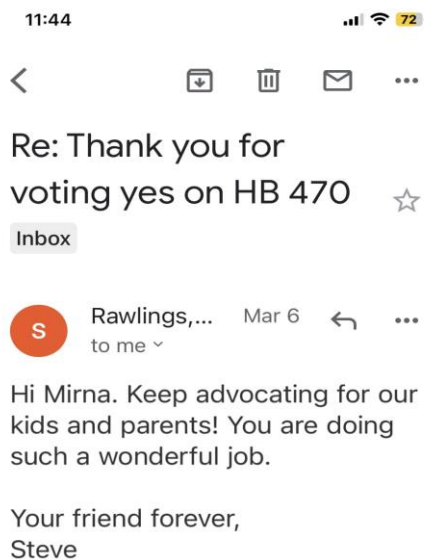 11:44
72
Re: Thank you for
voting yes on HB 470
Inbox
S
Rawlings,... Mar 6
to me
Hi Mirna. Keep advocating for our
kids and parents! You are doing
such a wonderful job.
Your friend forever,
Steve